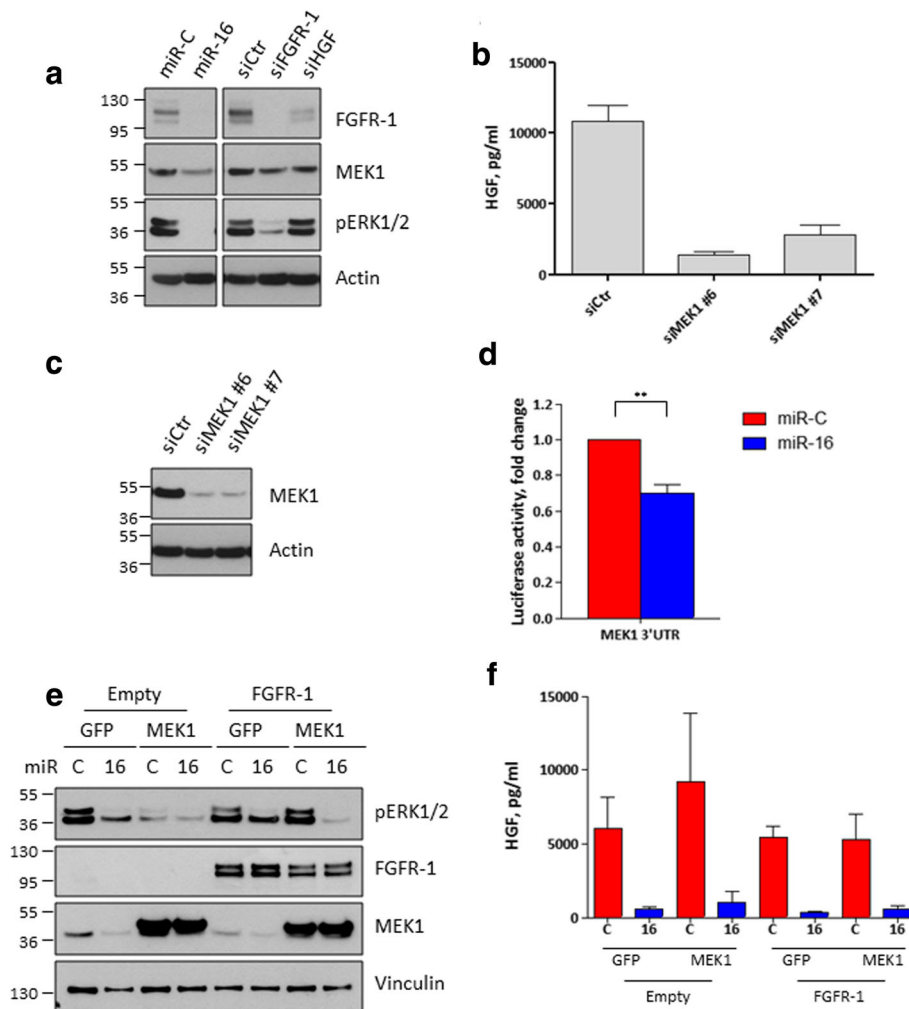 a
miR-C miR-16 siCtr siFGFR-1 siHGF
130
95
FGFR-1
55
MEK1
55
36
pERK1/2
55
36
Actin
b
15000
10000
5000
0
HGF, pg/ml
siCtr siMEK1 #6 siMEK1 #7
c
siCtr siMEK1 #6 siMEK1 #7
55
36
MEK1
55
36
Actin
d
**
1.2
1.0
0.8
0.6
0.4
0.2
0.0
Luciferase activity, fold change
MEK1 3'UTR
miR-C
miR-16
e
Empty FGFR-1
GFP MEK1 GFP MEK1
miR C 16 C 16 C 16 C 16
55
36
pERK1/2
130
95
FGFR-1
55
36
MEK1
130
Vinculin
f
15000
10000
5000
0
HGF, pg/ml
C 16 C 16 C 16 C 16
GFP MEK1 GFP MEK1
Empty FGFR-1